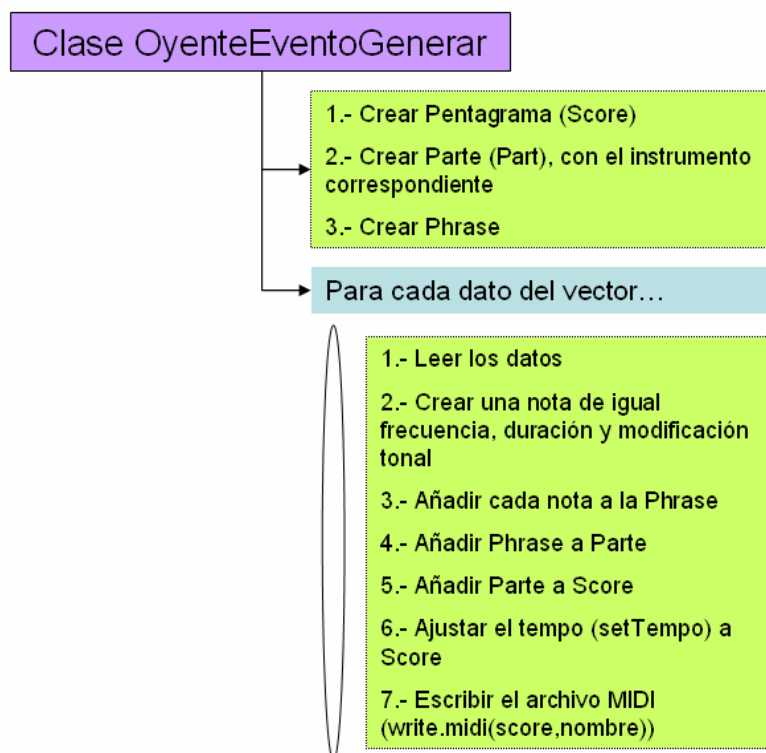 Clase OyenteEventoGenerar
1.- Crear Pentagrama (Score)
2.- Crear Parte (Part), con el instrumento
correspondiente
3.- Crear Phrase
Para cada dato del vector...
1.- Leer los datos
2.- Crear una nota de igual
frecuencia, duración y modificación
tonal
3.- Añadir cada nota a la Phrase
4.- Añadir Phrase a Parte
5.- Añadir Parte a Score
6.- Ajustar el tempo (setTempo) a
Score
7.- Escribir el archivo MIDI
(write.midi(score,nombre))